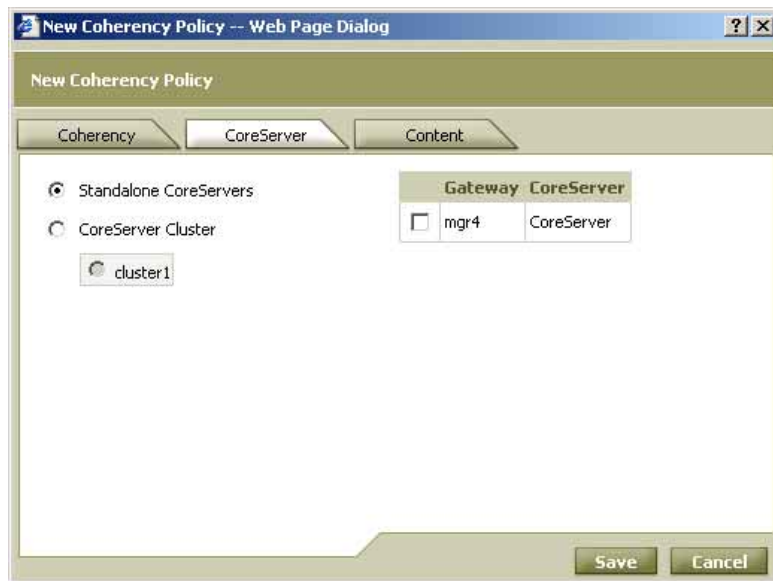 New Coherency Policy -- Web Page Dialog
New Coherency Policy
Coherency CoreServer Content
Standalone CoreServers
CoreServer Cluster
cluster1
Gateway CoreServer
mgr4 CoreServer
Save Cancel